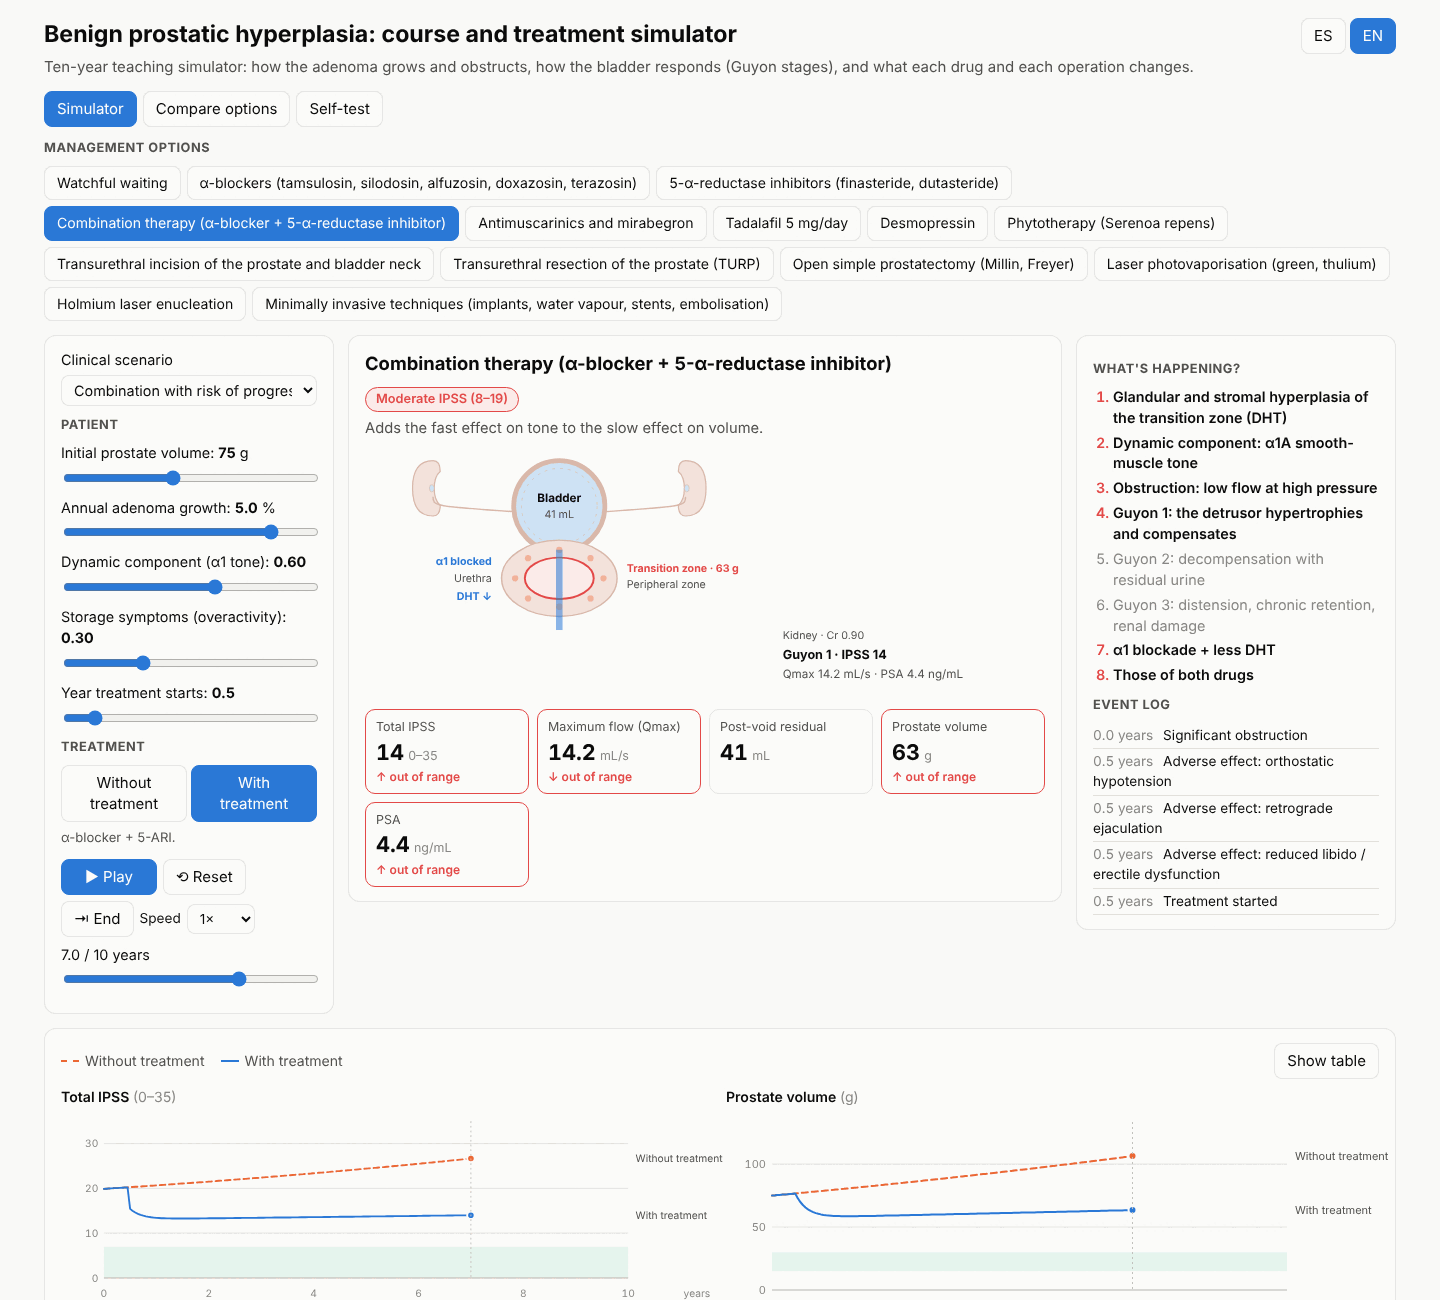 Benign prostatic hyperplasia: course and treatment simulator
ES
EN
Ten-year teaching simulator: how the adenoma grows and obstructs, how the bladder responds (Guyon stages), and what each drug and each operation changes.
Simulator
Compare options
Self-test
MANAGEMENT OPTIONS
Watchful waiting
α-blockers (tamsulosin, silodosin, alfuzosin, doxazosin, terazosin)
5-α-reductase inhibitors (finasteride, dutasteride)
Combination therapy (α-blocker + 5-α-reductase inhibitor)
Antimuscarinics and mirabegron
Tadalafil 5 mg/day
Desmopressin
Phytotherapy (Serenoa repens)
Transurethral incision of the prostate and bladder neck
Transurethral resection of the prostate (TURP)
Open simple prostatectomy (Millin, Freyer)
Laser photovaporisation (green, thulium)
Holmium laser enucleation
Minimally invasive techniques (implants, water vapour, stents, embolisation)
Clinical scenario
Combination with risk of progres
PATIENT
Initial prostate volume: 75 g
Annual adenoma growth: 5.0 %
Dynamic component (α1 tone): 0.60
Storage symptoms (overactivity):
0.30
Year treatment starts: 0.5
TREATMENT
Without
treatment
With
treatment
α-blocker + 5-ARI.
▶ Play
⟲ Reset
⇥ End
Speed
1×
7.0 / 10 years
Combination therapy (α-blocker + 5-α-reductase inhibitor)
Moderate IPSS (8–19)
Adds the fast effect on tone to the slow effect on volume.
Bladder
41 mL
α1 blocked
Urethra
DHT ↓
Transition zone · 63 g
Peripheral zone
Kidney · Cr 0.90
Guyon 1 · IPSS 14
Qmax 14.2 mL/s · PSA 4.4 ng/mL
Total IPSS
14 0–35
↑ out of range
Maximum flow (Qmax)
14.2 mL/s
↓ out of range
Post-void residual
41 mL
Prostate volume
63 g
↑ out of range
PSA
4.4 ng/mL
↑ out of range
WHAT'S HAPPENING?
1. Glandular and stromal hyperplasia of
the transition zone (DHT)
2. Dynamic component: α1A smooth-
muscle tone
3. Obstruction: low flow at high pressure
4. Guyon 1: the detrusor hypertrophies
and compensates
5. Guyon 2: decompensation with
residual urine
6. Guyon 3: distension, chronic retention,
renal damage
7. α1 blockade + less DHT
8. Those of both drugs
EVENT LOG
0.0 years Significant obstruction
0.5 years Adverse effect: orthostatic
hypotension
0.5 years Adverse effect: retrograde
ejaculation
0.5 years Adverse effect: reduced libido /
erectile dysfunction
0.5 years Treatment started
Without treatment
With treatment
Show table
Total IPSS (0–35)
30
20
10
0
0
2
4
6
8
10
years
Without treatment
With treatment
Prostate volume (g)
100
50
0
Without treatment
With treatment